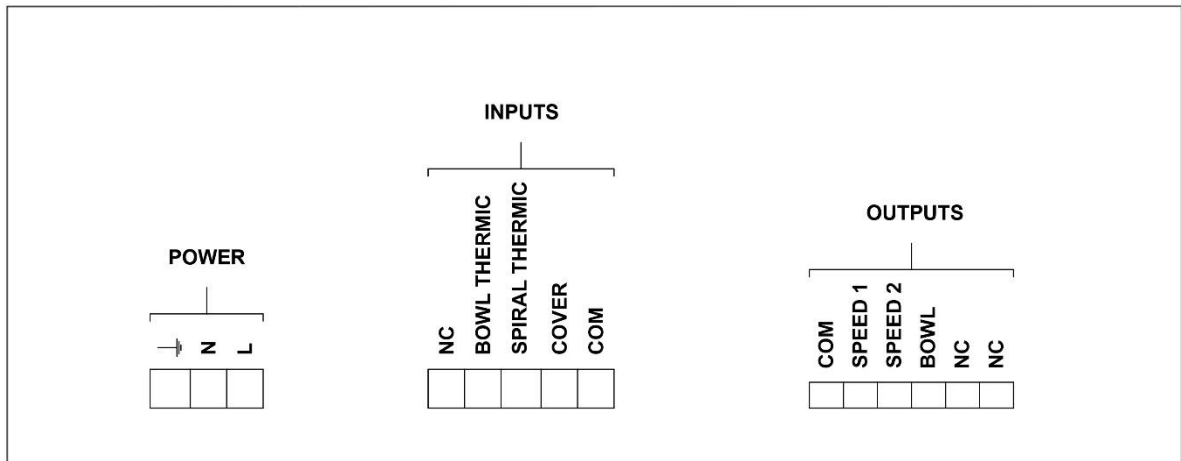 INPUTS
OUTPUTS
POWER
N
L
NC
BOWL THERMIC
SPIRAL THERMIC
COVER
COM
COM
SPEED 1
SPEED 2
BOWL
NC
NC